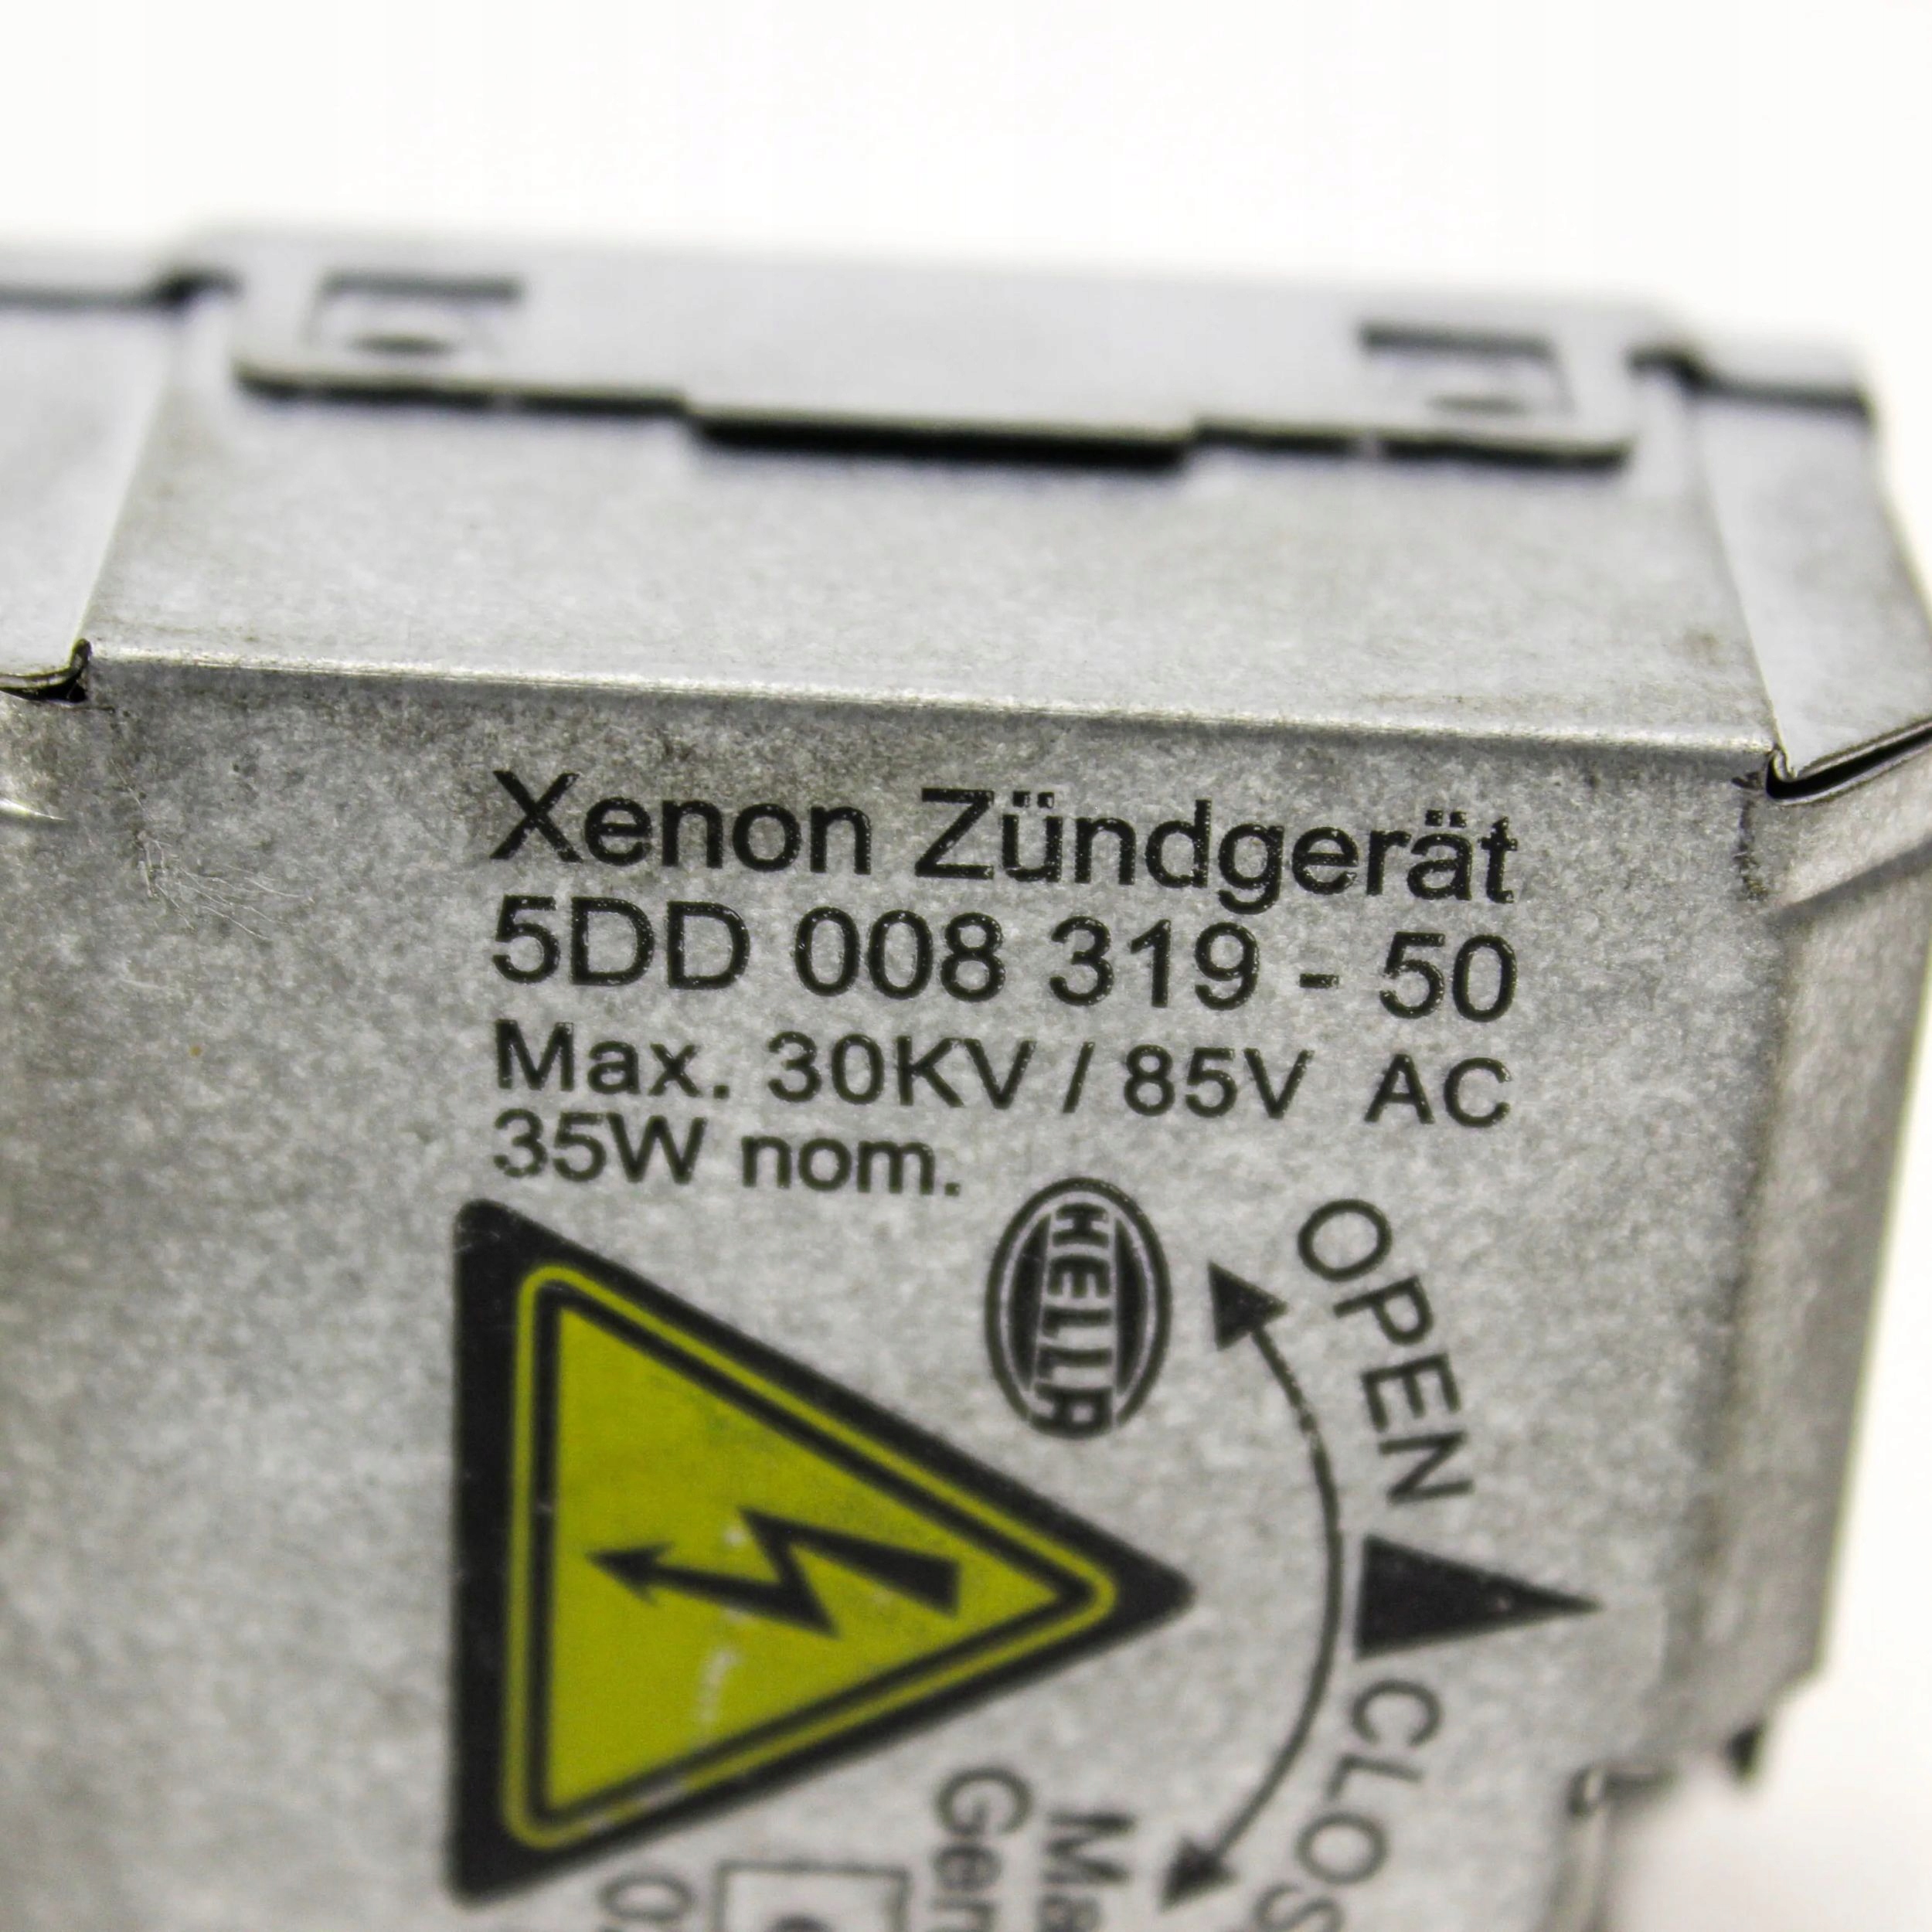 Xenon Zündgerät
5DD 008 319 - 50
Max. 30KV / 85V AC
35W nom.
HELLA
OPEN